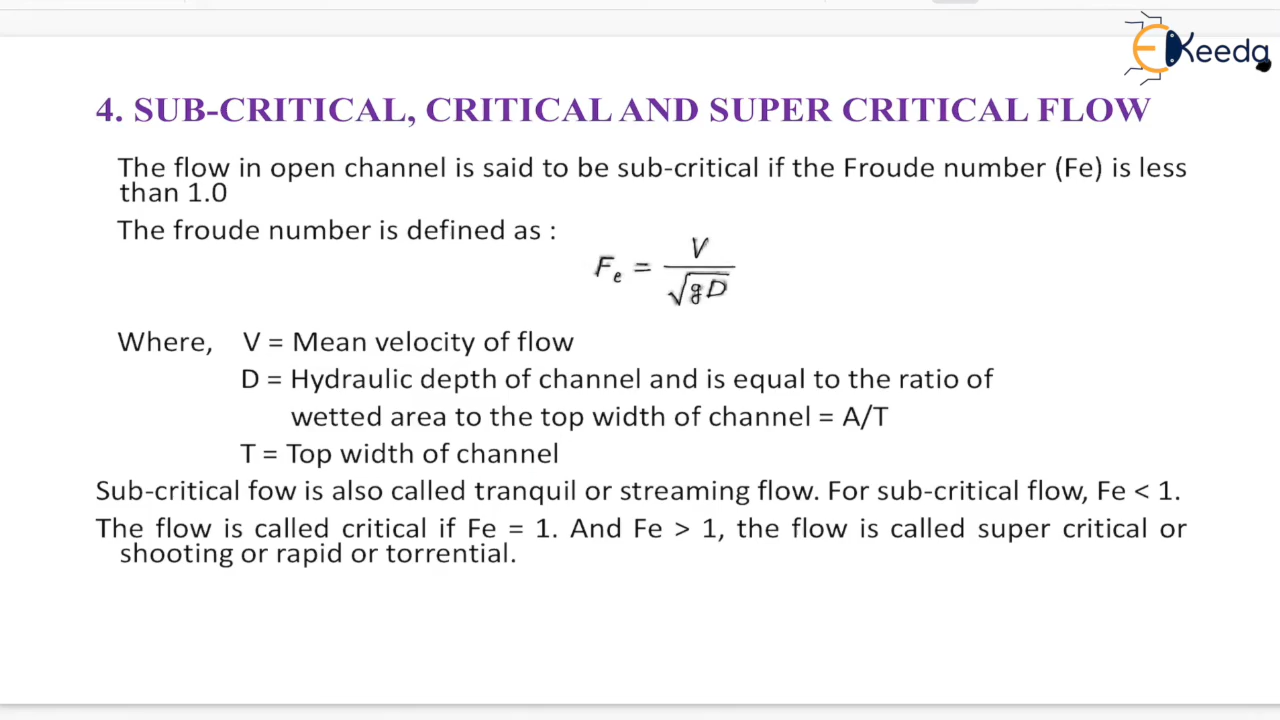 EKeeda
4. SUB-CRITICAL, CRITICAL AND SUPER CRITICAL FLOW
The flow in open channel is said to be sub-critical if the Froude number (Fe) is less
than 1.0
The froude number is defined as :
Fe = V / √gD
Where, V = Mean velocity of flow
D = Hydraulic depth of channel and is equal to the ratio of
wetted area to the top width of channel = A/T
T = Top width of channel
Sub-critical fow is also called tranquil or streaming flow. For sub-critical flow, Fe < 1.
The flow is called critical if Fe = 1. And Fe > 1, the flow is called super critical or
shooting or rapid or torrential.